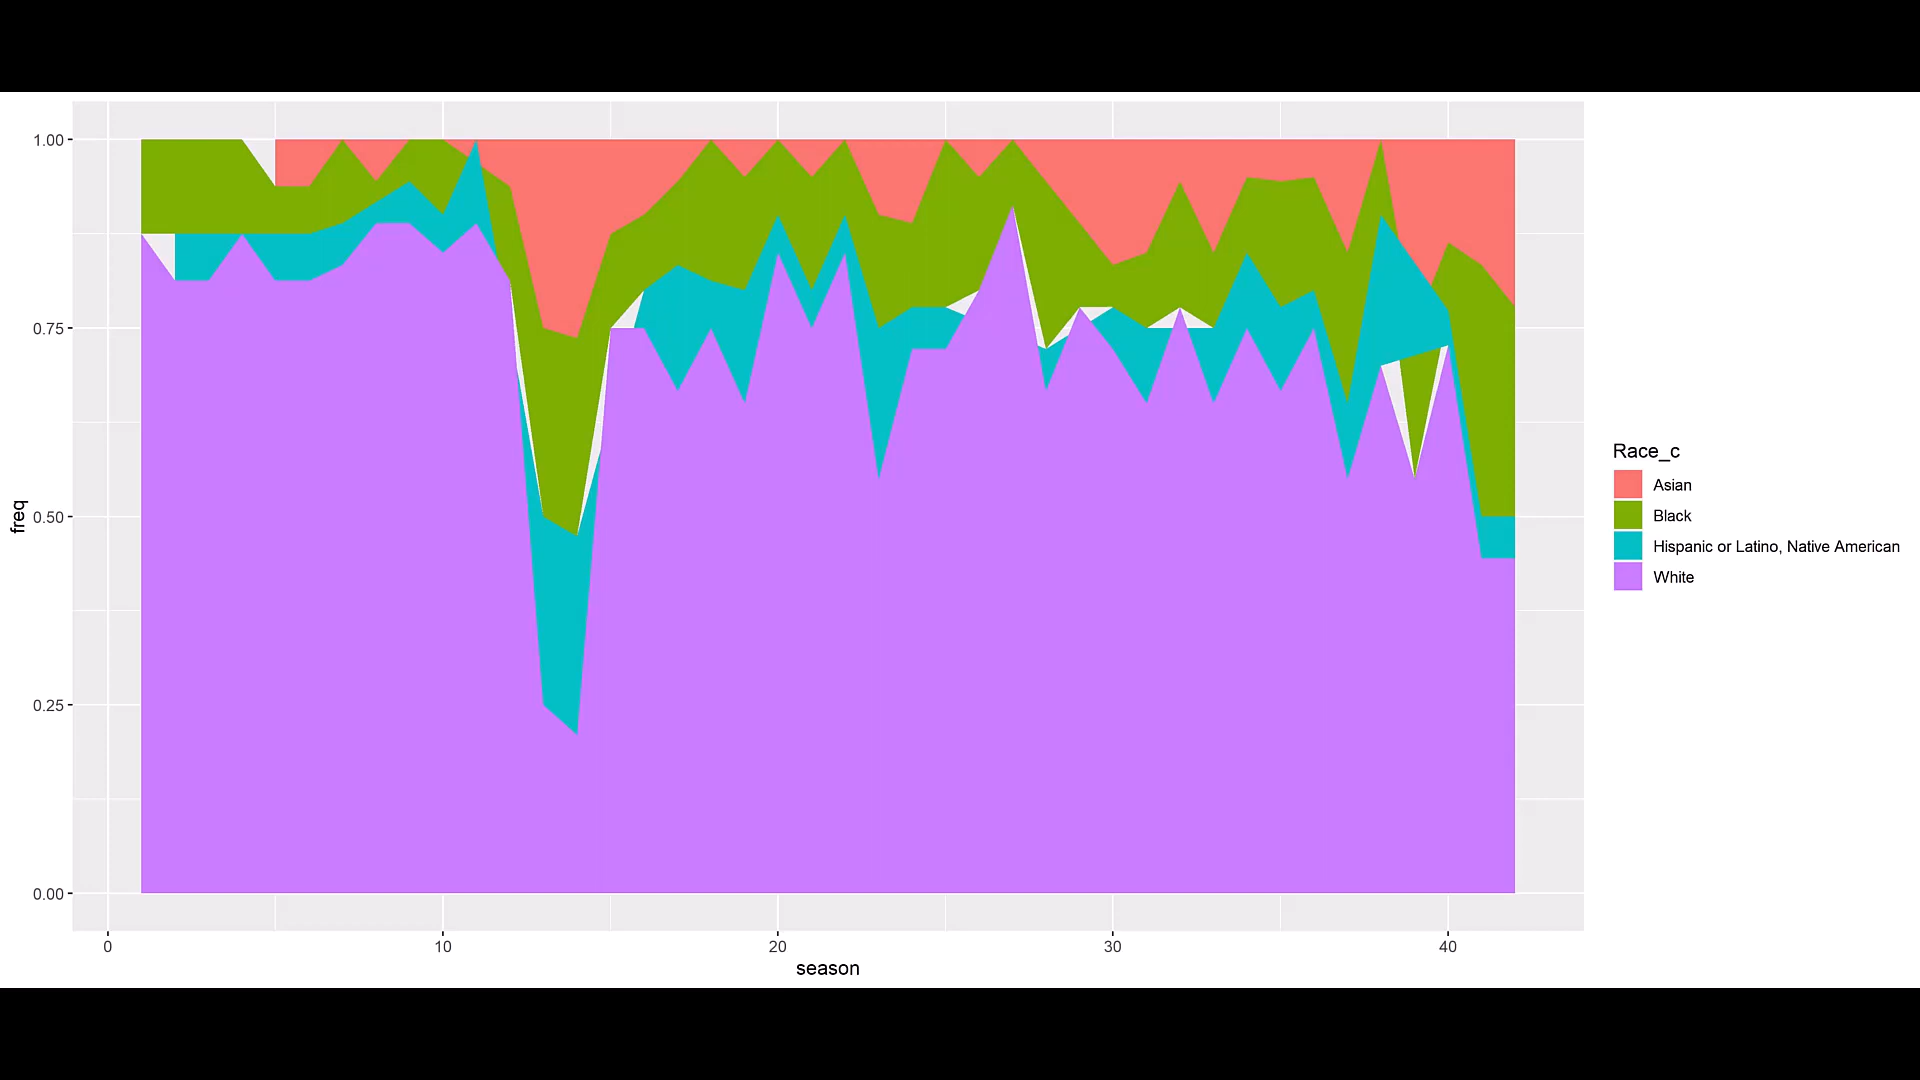 1.00
0.75
0.50
0.25
0.00
freq
0 10 20 30 40
season
Race_c
Asian
Black
Hispanic or Latino, Native American
White